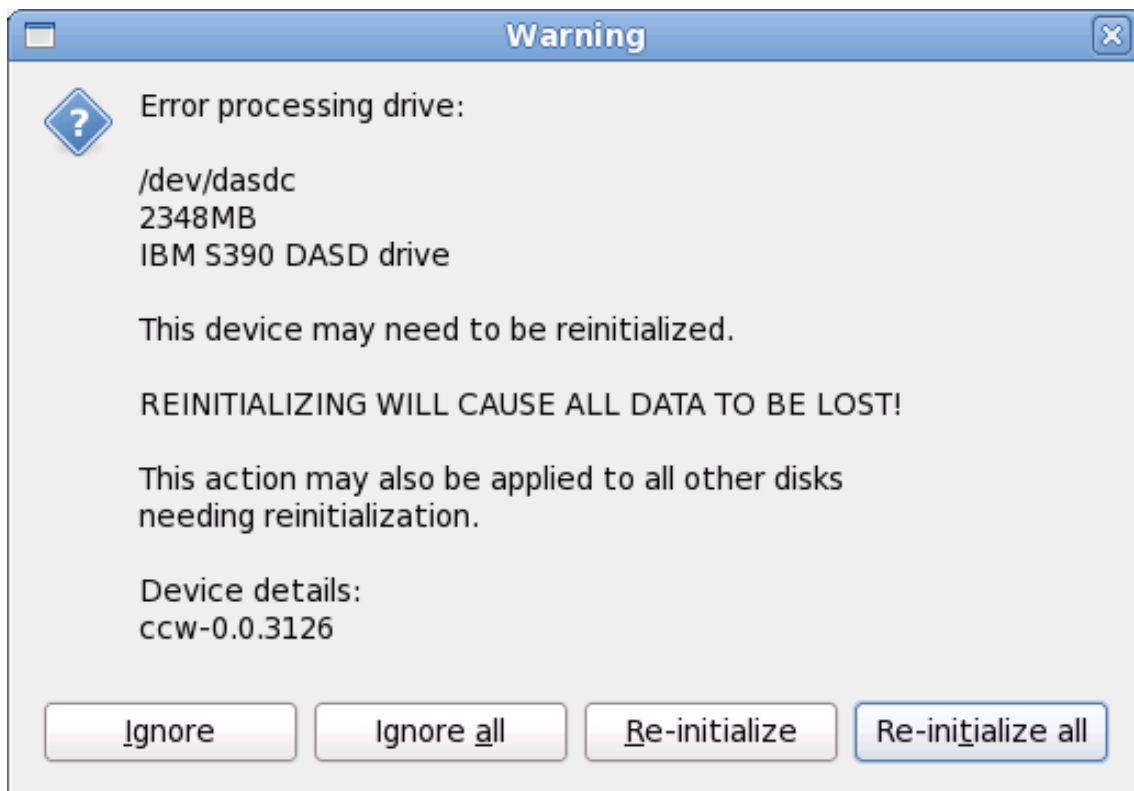 Warning
Error processing drive:
/dev/dasdc
2348MB
IBM S390 DASD drive
This device may need to be reinitialized.
REINITIALIZING WILL CAUSE ALL DATA TO BE LOST!
This action may also be applied to all other disks
needing reinitialization.
Device details:
ccw-0.0.3126
Ignore
Ignore all
Re-initialize
Re-initialize all